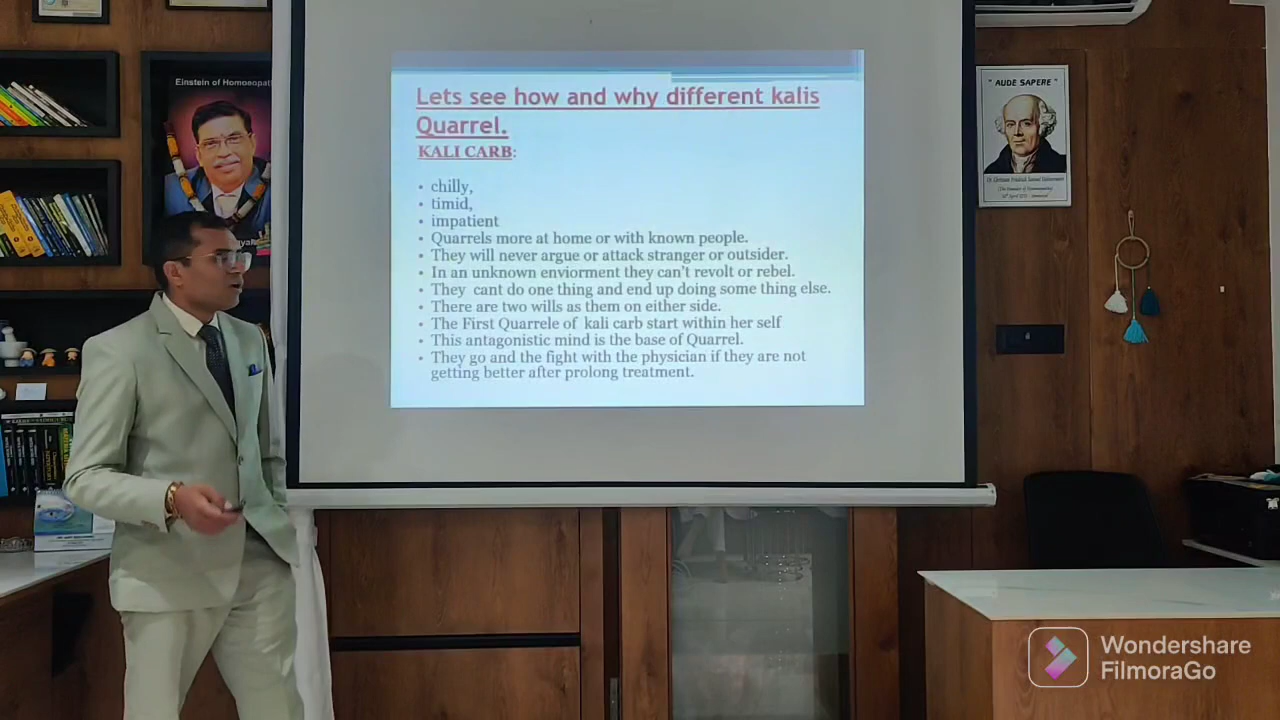 Einstein of
Lets see how and why different kalis
Quarrel.
KALI CARB:
• chilly,
• timid,
• impatient
• Quarrels more at home or with known people.
• They will never argue or attack stranger or outsider.
• In an unknown enviorment they can't revolt or rebel.
• They cant do one thing and end up doing some thing else.
• There are two wills as them on either side.
• The First Quarrele of kali carb start within her self
• This antagonistic mind is the base of Quarrel.
• They go and the fight with the physician if they are not
getting better after prolong treatment.
" AUDE SAPERE "
Wondershare
FilmoraGo